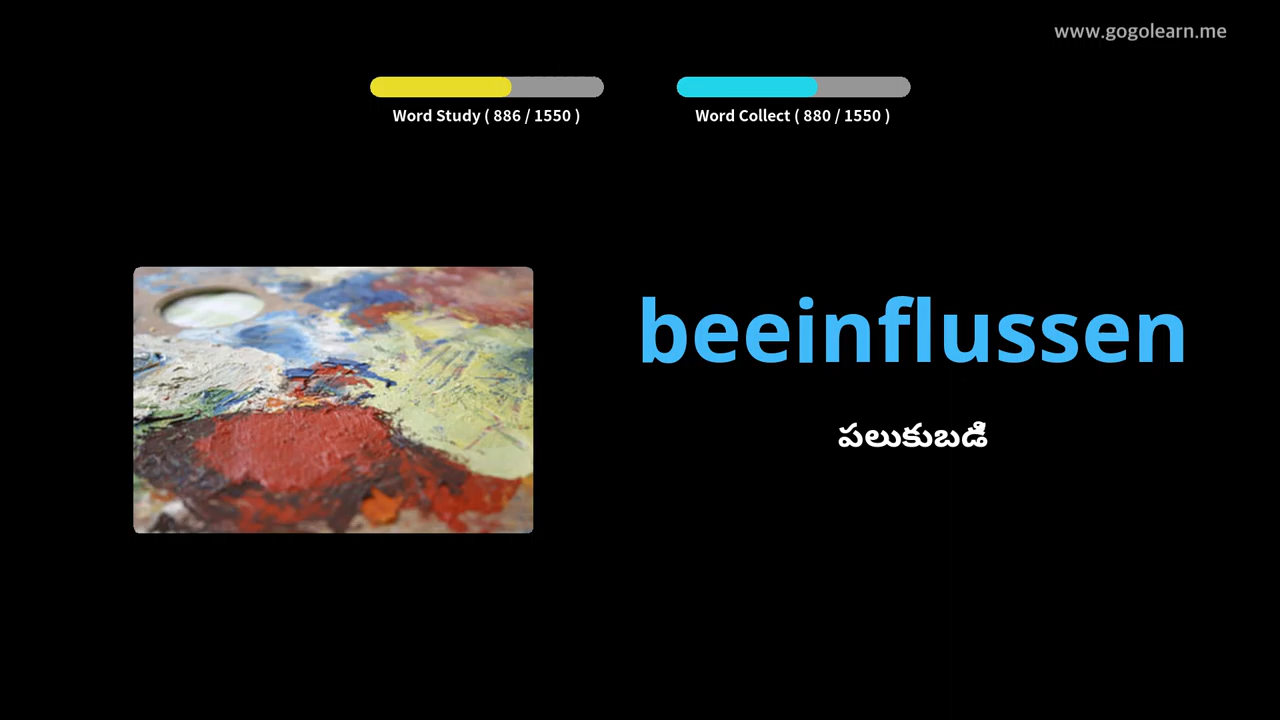 www.gogolearn.me
Word Study ( 886 / 1550 )
Word Collect ( 880 / 1550 )
beeinflussen
పలుకుబడి